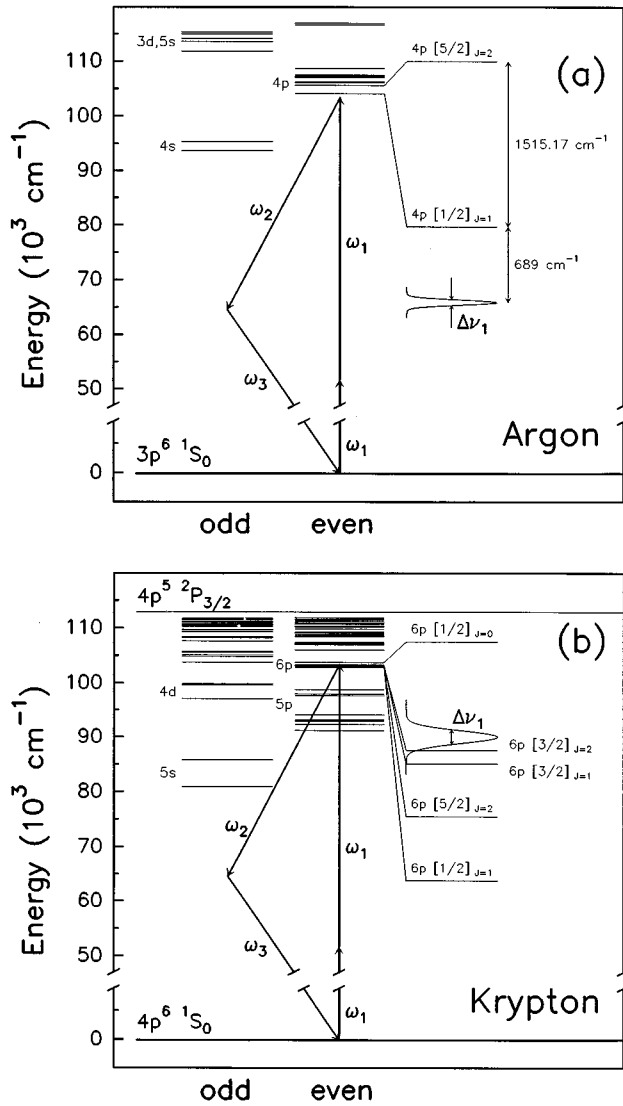 (a)
Energy (10³ cm⁻¹)
110
100
90
80
70
60
50
0
3d,5s
4p
4s
4p [5/2] J=2
1515.17 cm⁻¹
4p [1/2] J=1
689 cm⁻¹
Δν₁
ω₂
ω₁
ω₃
ω₁
3p⁶ ¹S₀
Argon
odd even
(b)
Energy (10³ cm⁻¹)
110
100
90
80
70
60
50
0
4p⁵ ²P₃/₂
6p
4d
5p
5s
6p [1/2] J=0
Δν₁
6p [3/2] J=2
6p [3/2] J=1
6p [5/2] J=2
6p [1/2] J=1
ω₂
ω₁
ω₃
ω₁
4p⁶ ¹S₀
Krypton
odd even